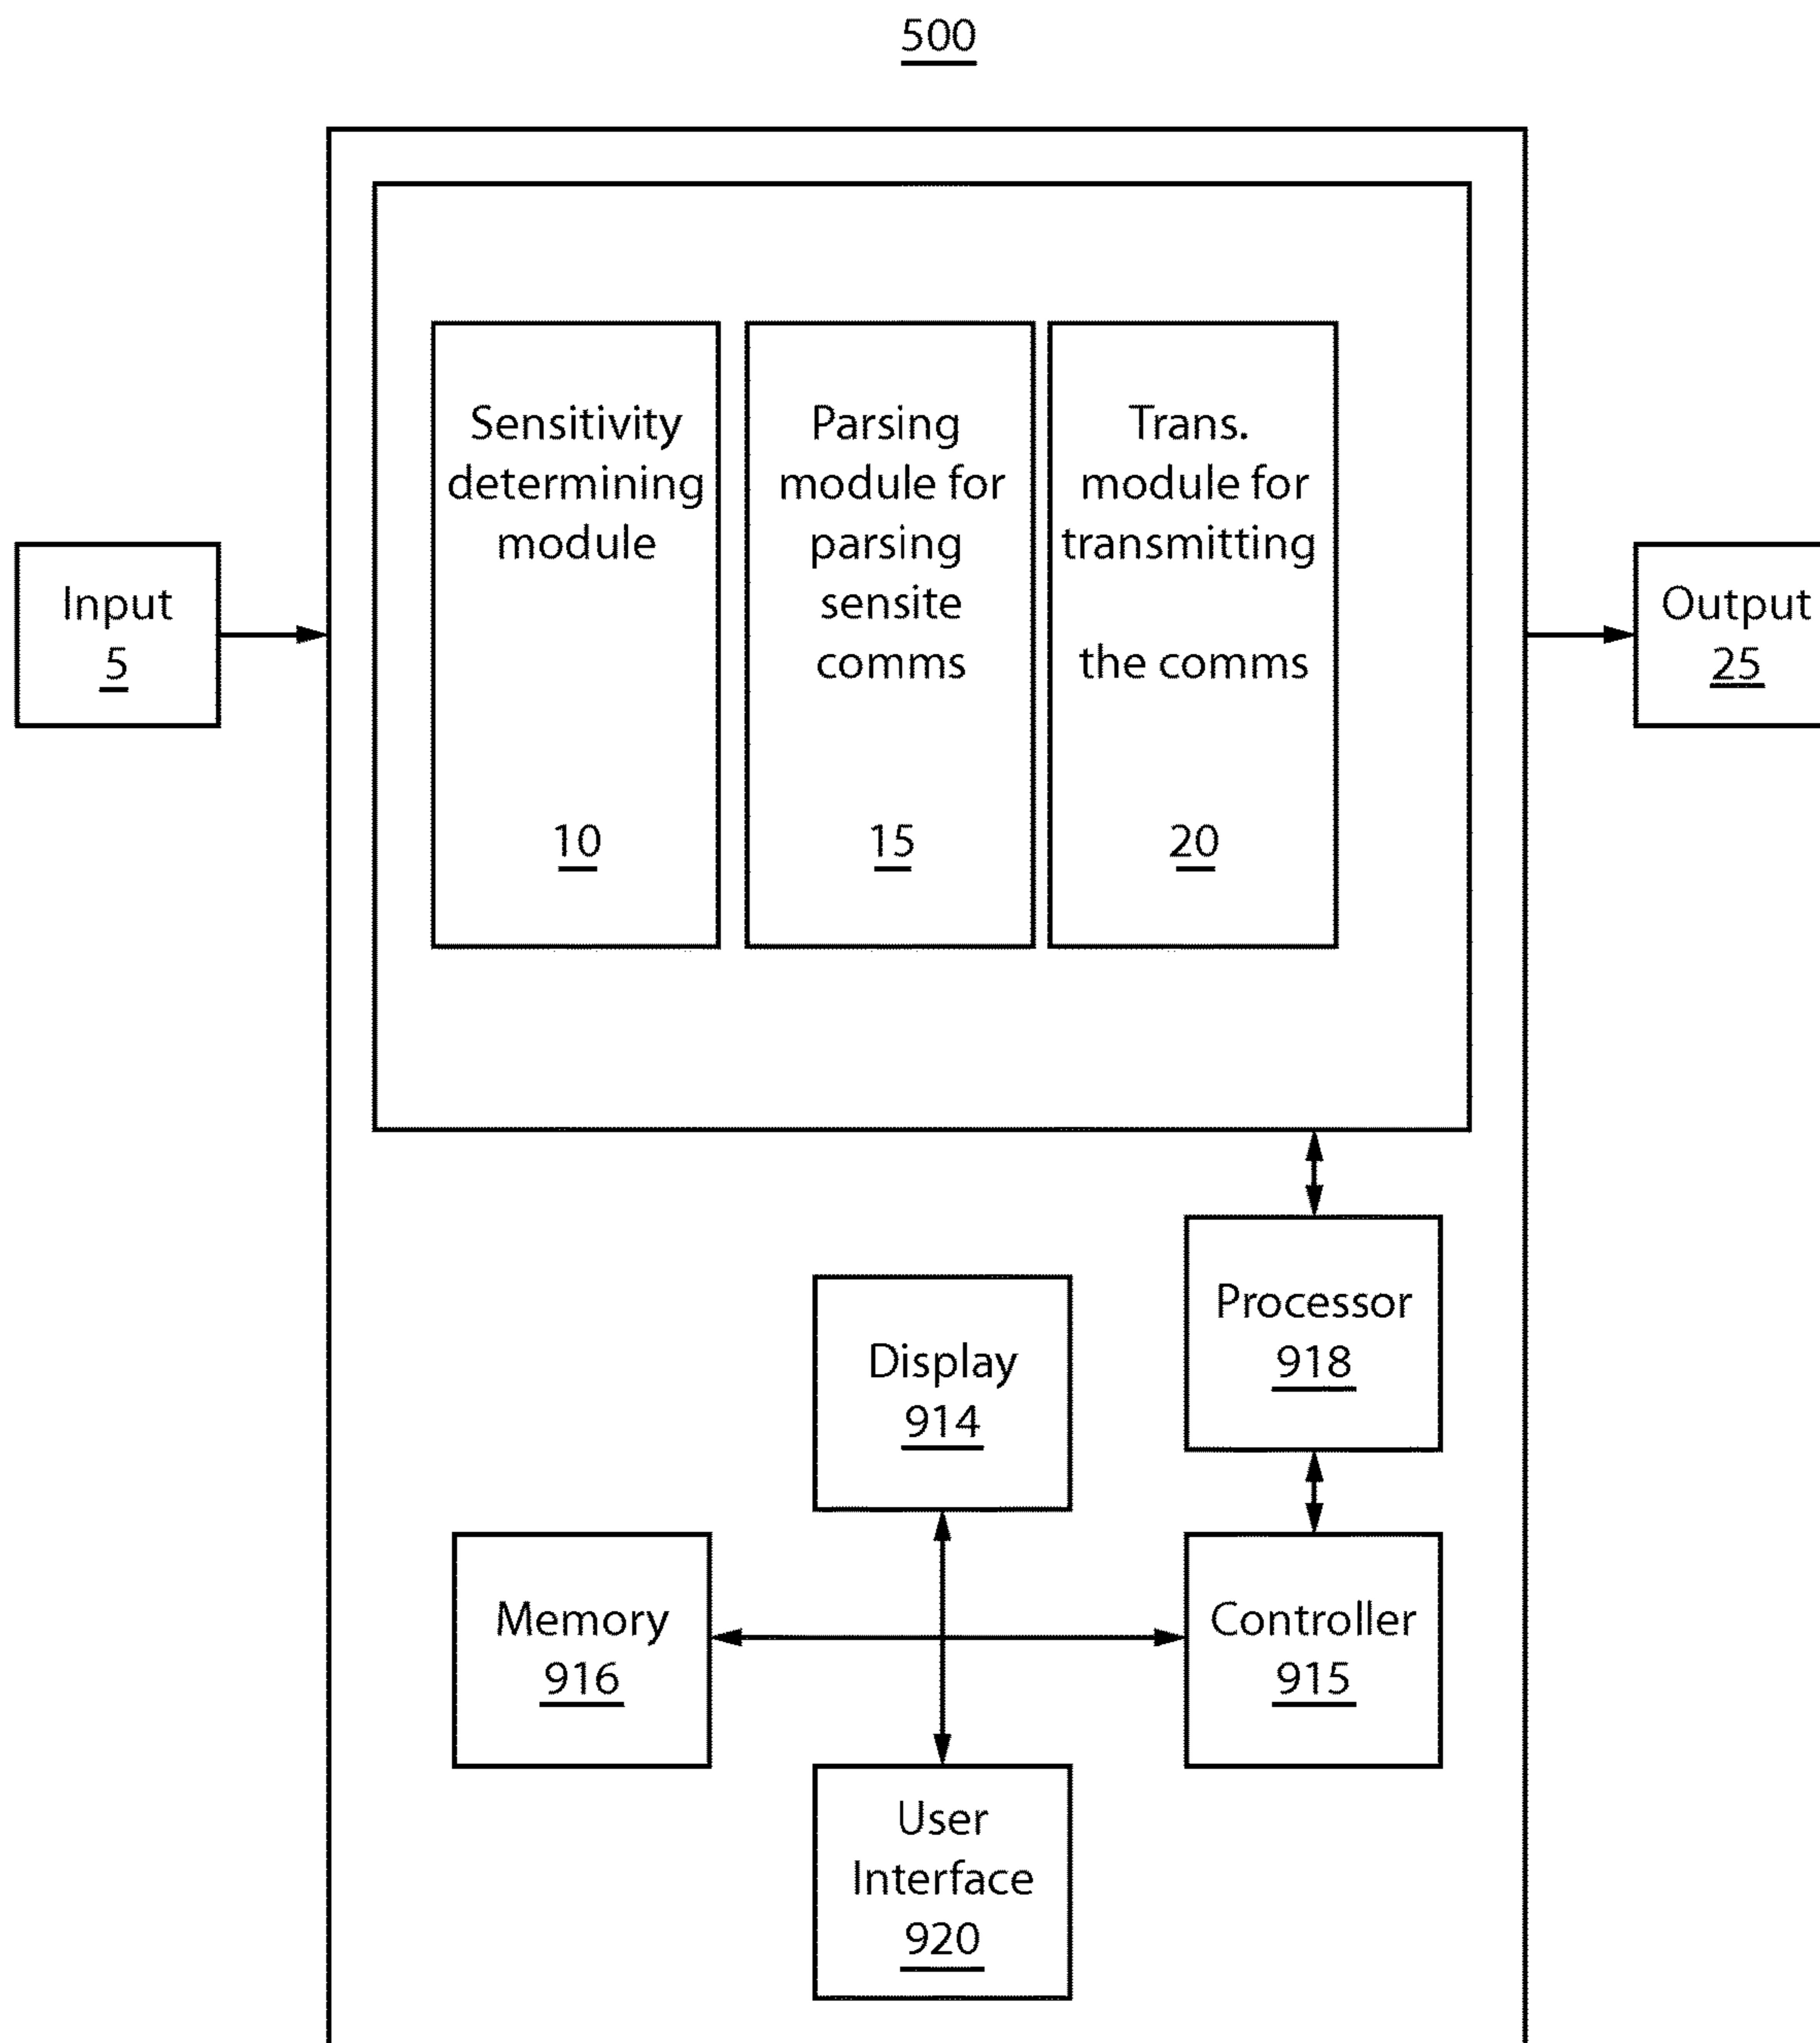 500
Sensitivity
determining
module
10
Parsing
module for
parsing
sensite
comms
15
Trans.
module for
transmitting
the comms
20
Input
5
Output
25
Processor
918
Display
914
Memory
916
Controller
915
User
Interface
920